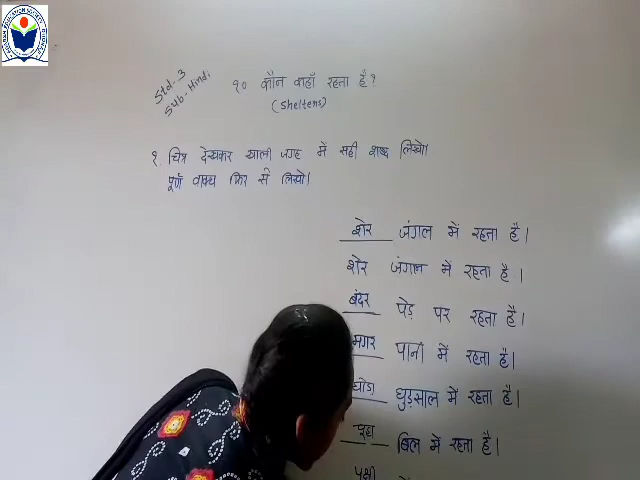 Std-3
Sub-Hindi
१० कौन कहाँ रहता है?
(Shelters)
१. चित्र देखकर खाली जगह में सही शब्द लिखो।
पूर्ण वाक्य फिर से लिखो।
शेर जंगल में रहता है।
शेर जंगल में रहता है।
बंदर पेड़ पर रहता है।
मगर पानी में रहता है।
घोडा घुड़साल में रहता है।
चूहा बिल में रहता है।
पक्षी